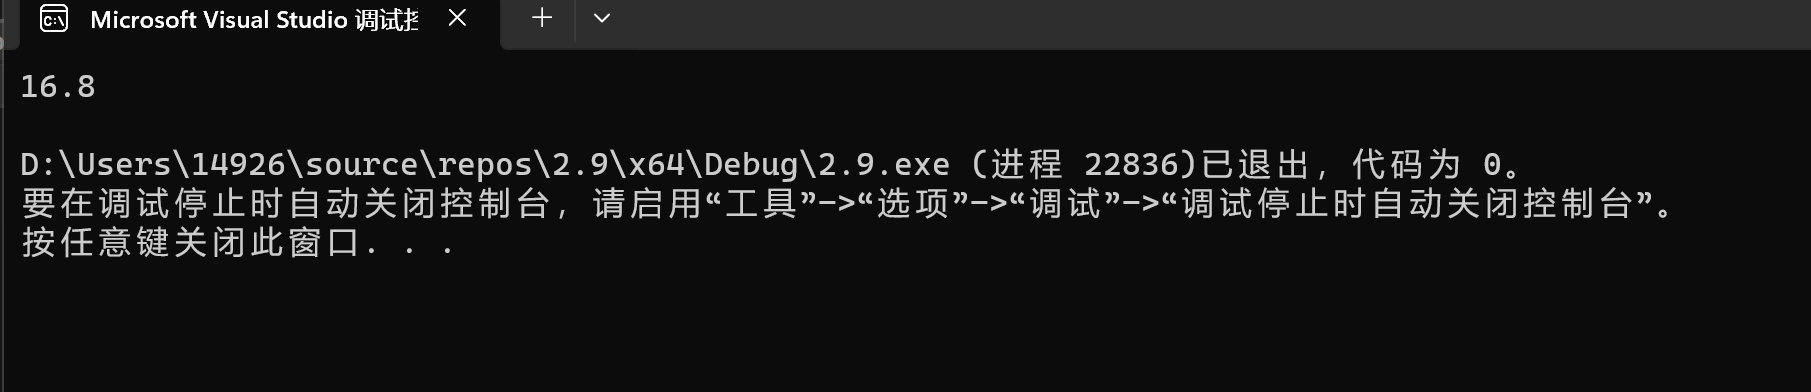 Microsoft Visual Studio 调试
16.8
D:\Users\14926\source\repos\2.9\x64\Debug\2.9.exe (进程 22836)已退出，代码为 0。
要在调试停止时自动关闭控制台，请启用“工具”->“选项”->“调试”->“调试停止时自动关闭控制台”。
按任意键关闭此窗口. . .